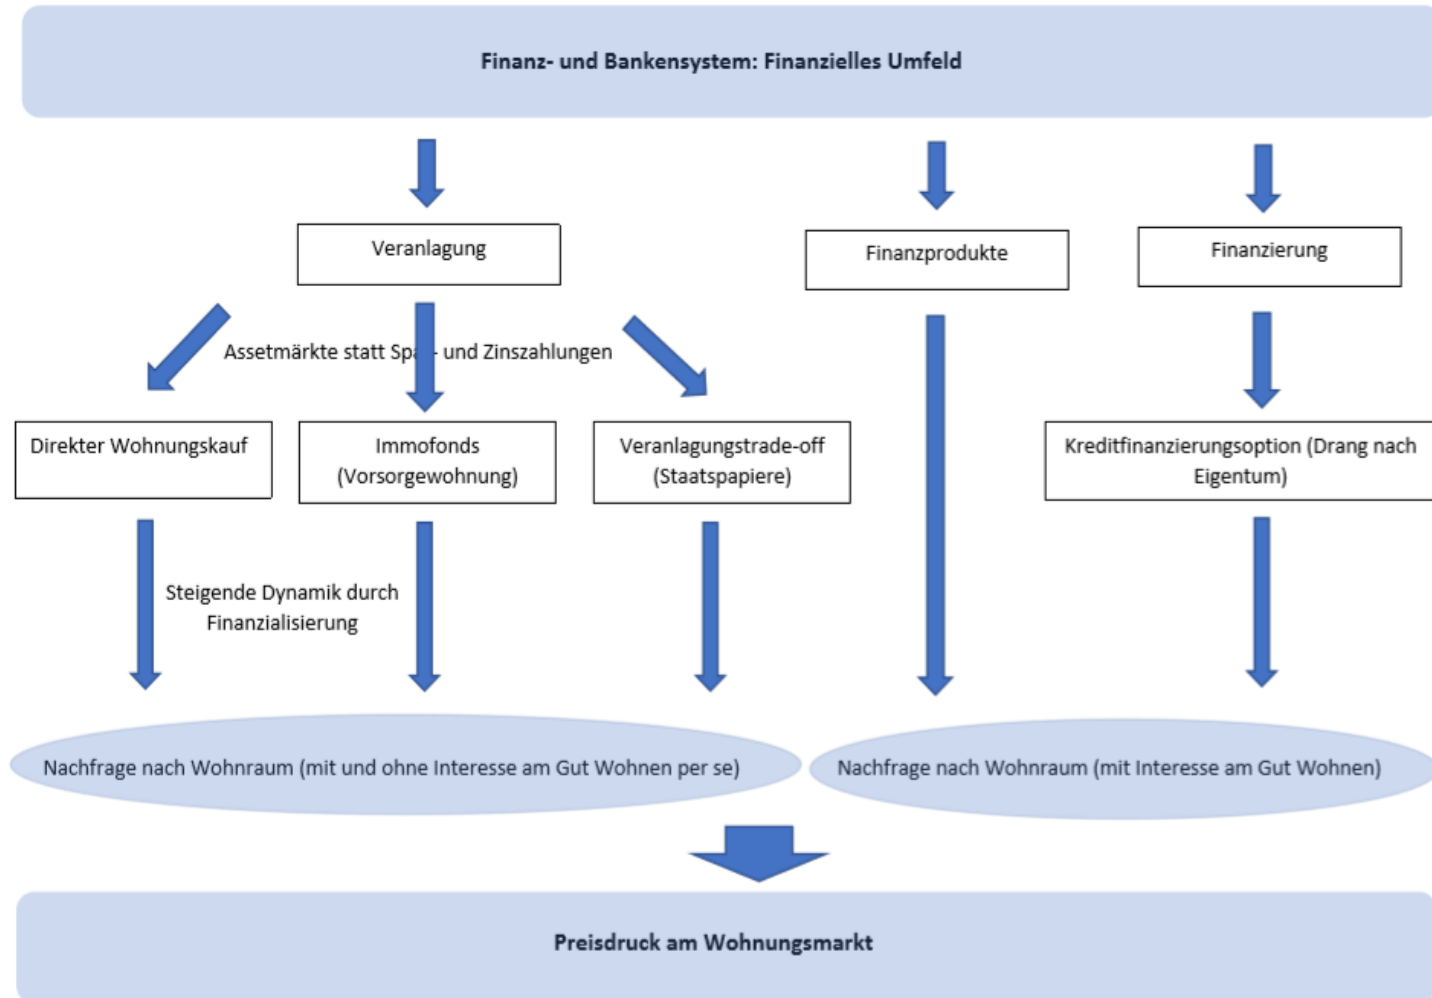 Finanz- und Bankensystem: Finanzielles Umfeld
Veranlagung
Finanzprodukte
Finanzierung
Assetmärkte statt Spar- und Zinszahlungen
Direkter Wohnungskauf
Immofonds
(Vorsorgewohnung)
Veranlagungstrade-off
(Staatspapiere)
Kreditfinanzierungsoption (Drang nach
Eigentum)
Steigende Dynamik durch
Finanzialisierung
Nachfrage nach Wohnraum (mit und ohne Interesse am Gut Wohnen per se)
Nachfrage nach Wohnraum (mit Interesse am Gut Wohnen)
Preisdruck am Wohnungsmarkt